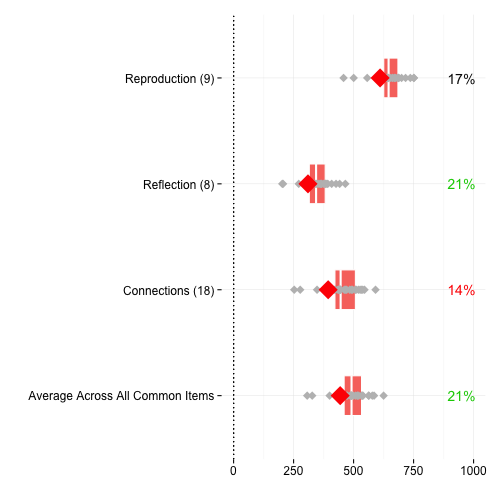 Reproduction (9) 17%
Reflection (8) 21%
Connections (18) 14%
Average Across All Common Items 21%
0 250 500 750 1000